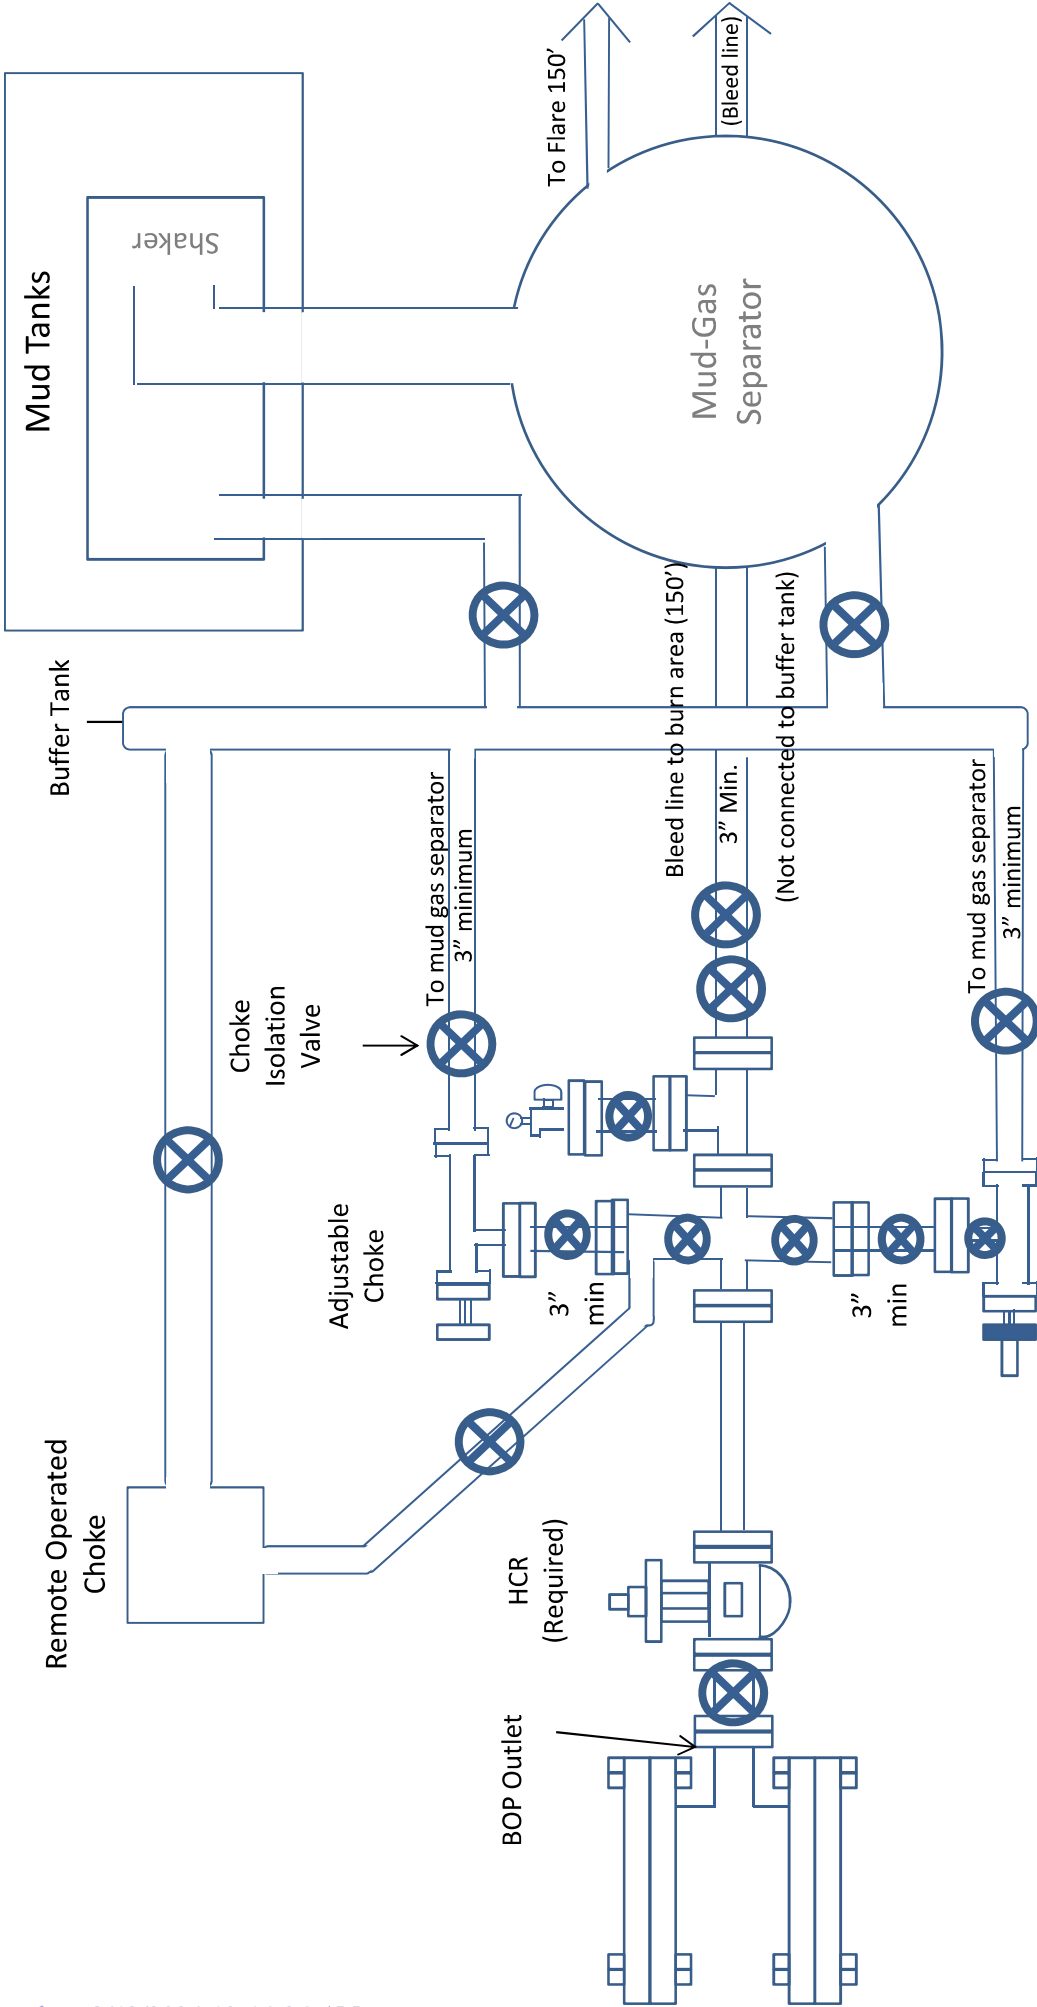 Mud Tanks
Shaker
To Flare 150’
(Bleed line)
Mud-Gas
Separator
Buffer Tank
Bleed line to burn area (150’)
3” Min.
(Not connected to buffer tank)
To mud gas separator
3” minimum
To mud gas separator
3” minimum
Choke
Isolation
Valve
Adjustable
Choke
3”
min
3”
min
Remote Operated
Choke
HCR
(Required)
BOP Outlet